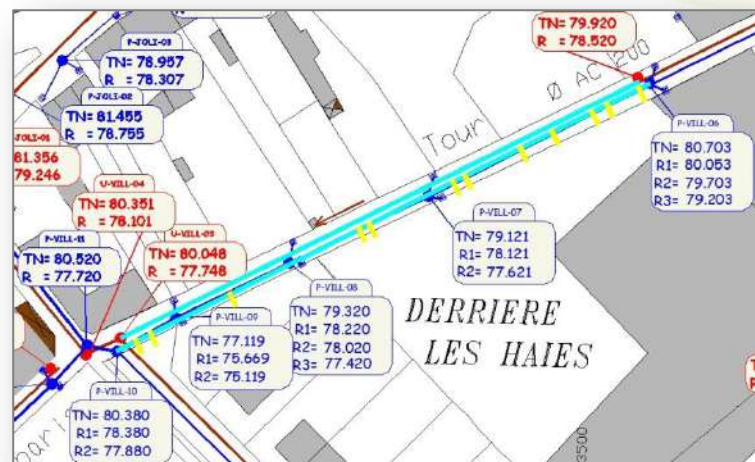 TN= 79.920
R = 78.520
P-JOLI-03
TN= 78.957
R = 78.307
P-JOLI-02
TN= 81.455
R = 78.755
Ø AC 200
Tour
JOLI-01
81.356
79.246
P-VILL-06
TN= 80.703
R1= 80.053
R2= 79.703
R3= 79.203
U-VILL-04
TN= 80.351
R = 78.101
P-VILL-07
TN= 79.121
R1= 78.121
R2= 77.621
U-VILL-03
TN= 80.048
R = 77.748
P-VILL-11
TN= 80.520
R = 77.720
P-VILL-08
TN= 79.320
R1= 78.220
R2= 78.020
R3= 77.420
P-VILL-09
TN= 77.119
R1= 75.669
R2= 75.119
DERRIERE
LES HAIES
P-VILL-10
TN= 80.380
R1= 78.380
R2= 77.880
3500